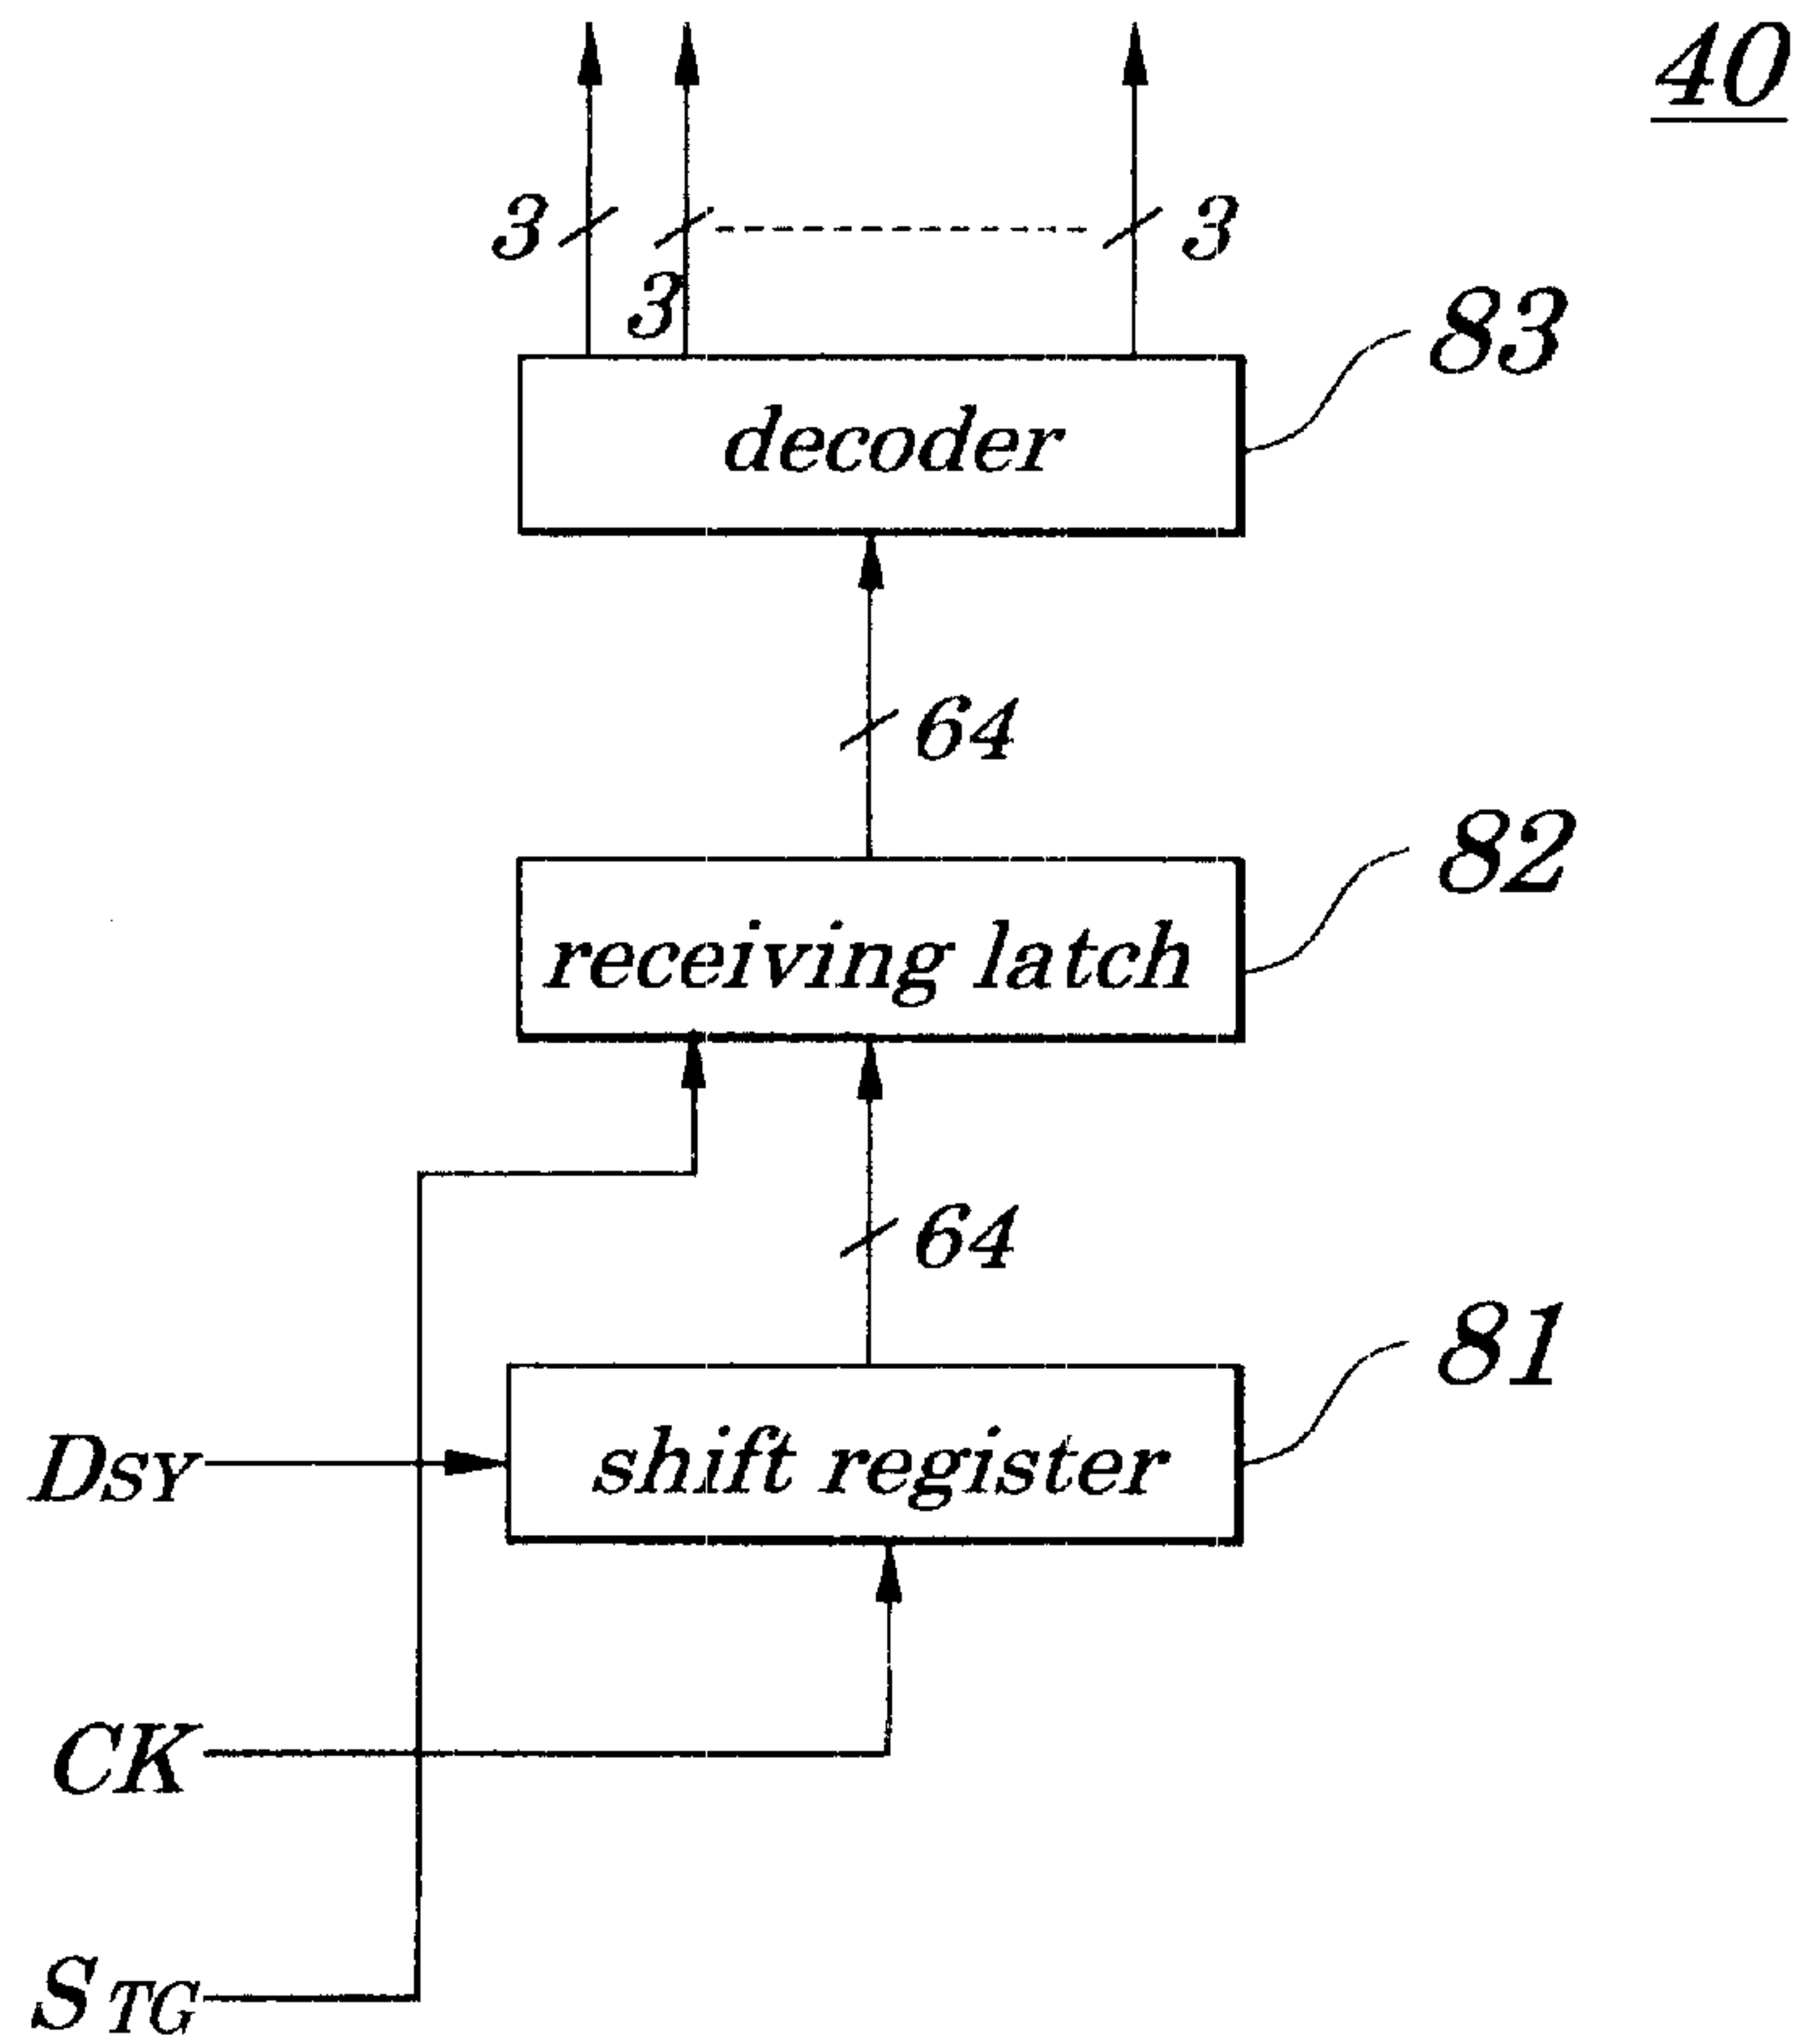 40
3
3
3
83
decoder
64
82
receiving latch
64
81
DSY
shift register
CK
STG